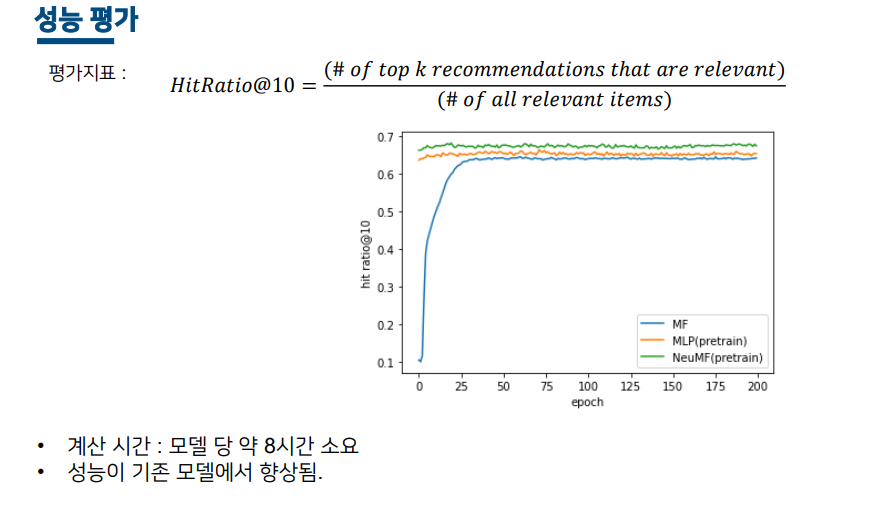 성능 평가
평가지표 :
HitRatio@10 = (# of top k recommendations that are relevant) / (# of all relevant items)
0.7
0.6
0.5
0.4
0.3
0.2
0.1
hit ratio@10
MF
MLP(pretrain)
NeuMF(pretrain)
0 25 50 75 100 125 150 175 200
epoch
• 계산 시간 : 모델 당 약 8시간 소요
• 성능이 기존 모델에서 향상됨.